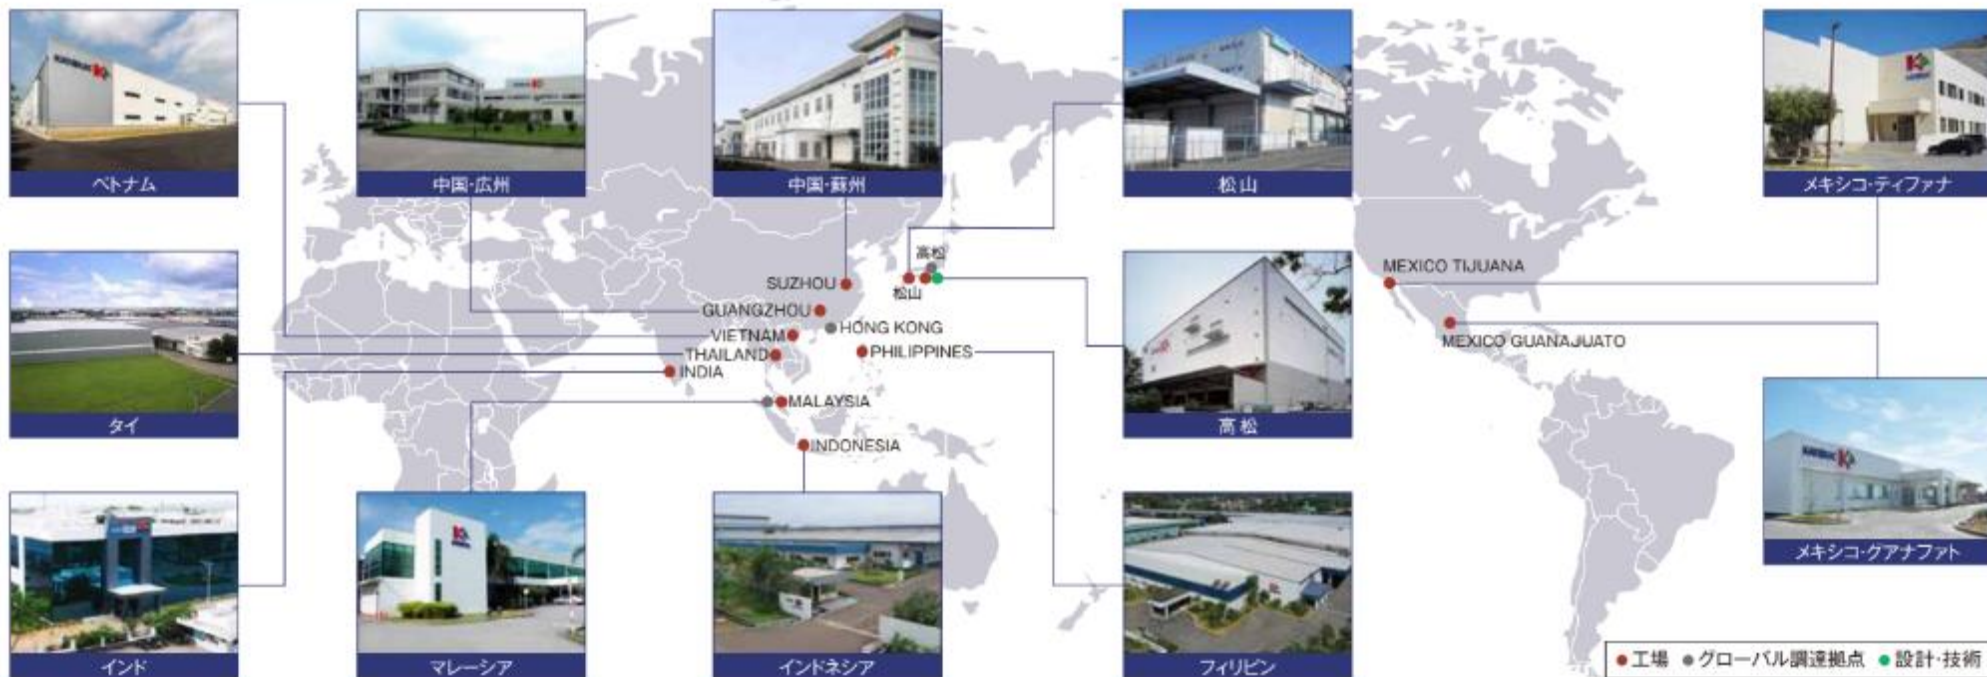 ベトナム
中国・広州
中国・蘇州
松山
メキシコ・ティファナ
高松
松山
SUZHOU
GUANGZHOU
VIETNAM
HONG KONG
THAILAND
PHILIPPINES
INDIA
MALAYSIA
INDONESIA
MEXICO TIJUANA
MEXICO GUANAJUATO
タイ
高松
メキシコ・グアナファト
インド
マレーシア
インドネシア
フィリピン
工場 グローバル調達拠点 設計・技術